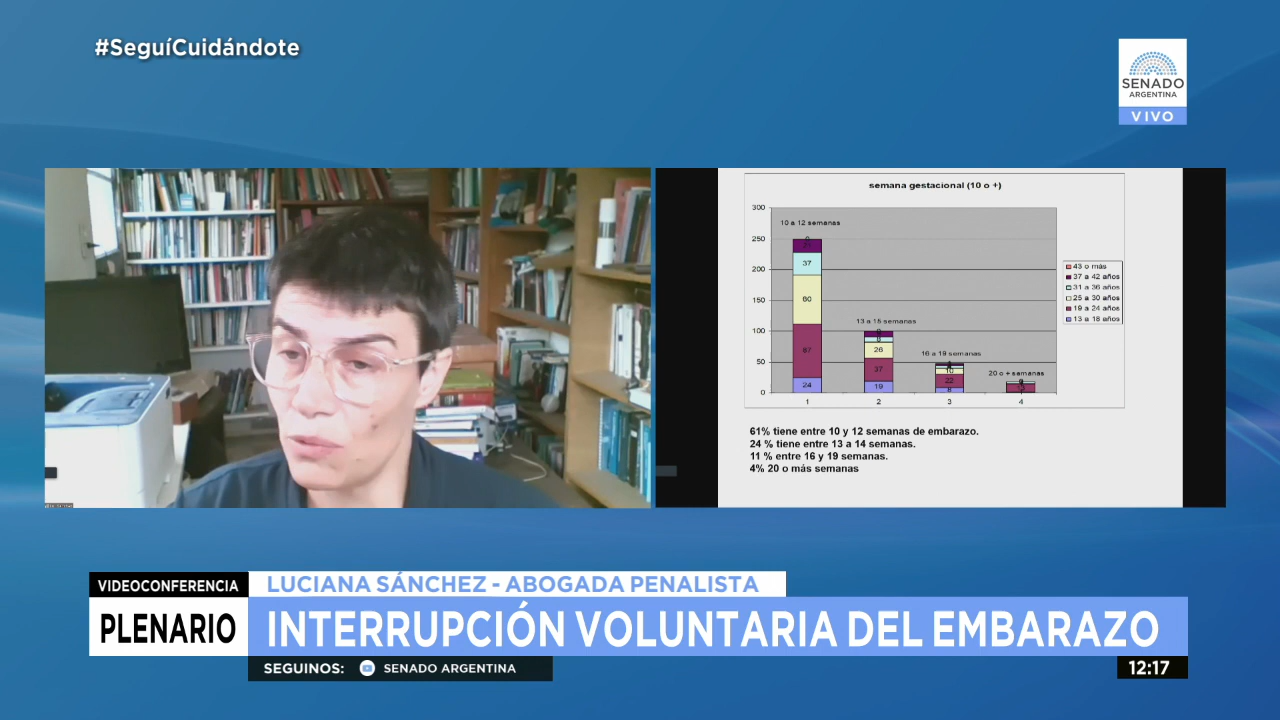 #SeguíCuidándote
SENADO
ARGENTINA
VIVO
semana gestacional (10 o +)
300
250
200
150
100
50
0
10 a 12 semanas
13 a 15 semanas
16 a 19 semanas
20 o + semanas
37
80
87
24
26
37
19
22
1
2
3
4
43 o más
37 a 42 años
31 a 36 años
25 a 30 años
19 a 24 años
13 a 18 años
61% tiene entre 10 y 12 semanas de embarazo.
24 % tiene entre 13 a 14 semanas.
11 % entre 16 y 19 semanas.
4% 20 o más semanas
VIDEOCONFERENCIA
LUCIANA SÁNCHEZ - ABOGADA PENALISTA
PLENARIO
INTERRUPCIÓN VOLUNTARIA DEL EMBARAZO
SEGUINOS: SENADO ARGENTINA
12:17